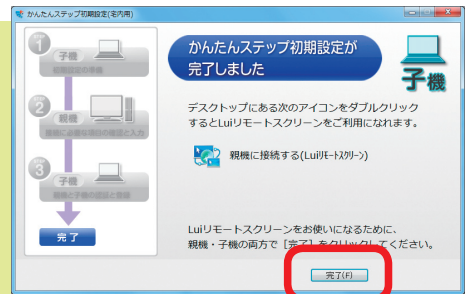 かんたんステップ初期設定(宅内用)
1
子機
2
親機
3
子機
完了
かんたんステップ初期設定が
完了しました
子機
デスクトップにある次のアイコンをダブルクリック
するとLuiリモートスクリーンをご利用になれます。
親機に接続する(Luiリモートスクリーン)
Luiリモートスクリーンをお使いになるために、
親機・子機の両方で [完了] をクリックしてください。
完了(F)